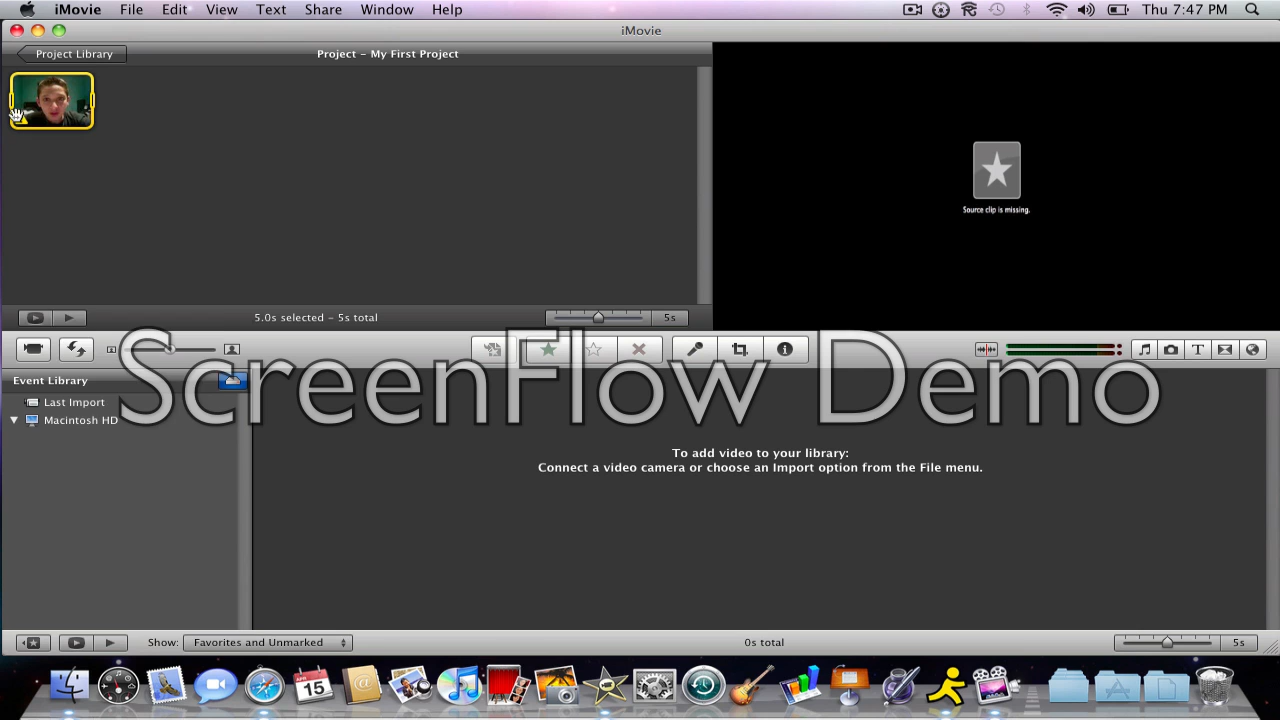 iMovie File Edit View Text Share Window Help Thu 7:47 PM
iMovie
Project Library Project – My First Project
Source clip is missing.
5.0s selected – 5s total 5s
ScreenFlow Demo
Event Library
Last Import
Macintosh HD
To add video to your library:
Connect a video camera or choose an Import option from the File menu.
Show: Favorites and Unmarked 0s total 5s
APR
15